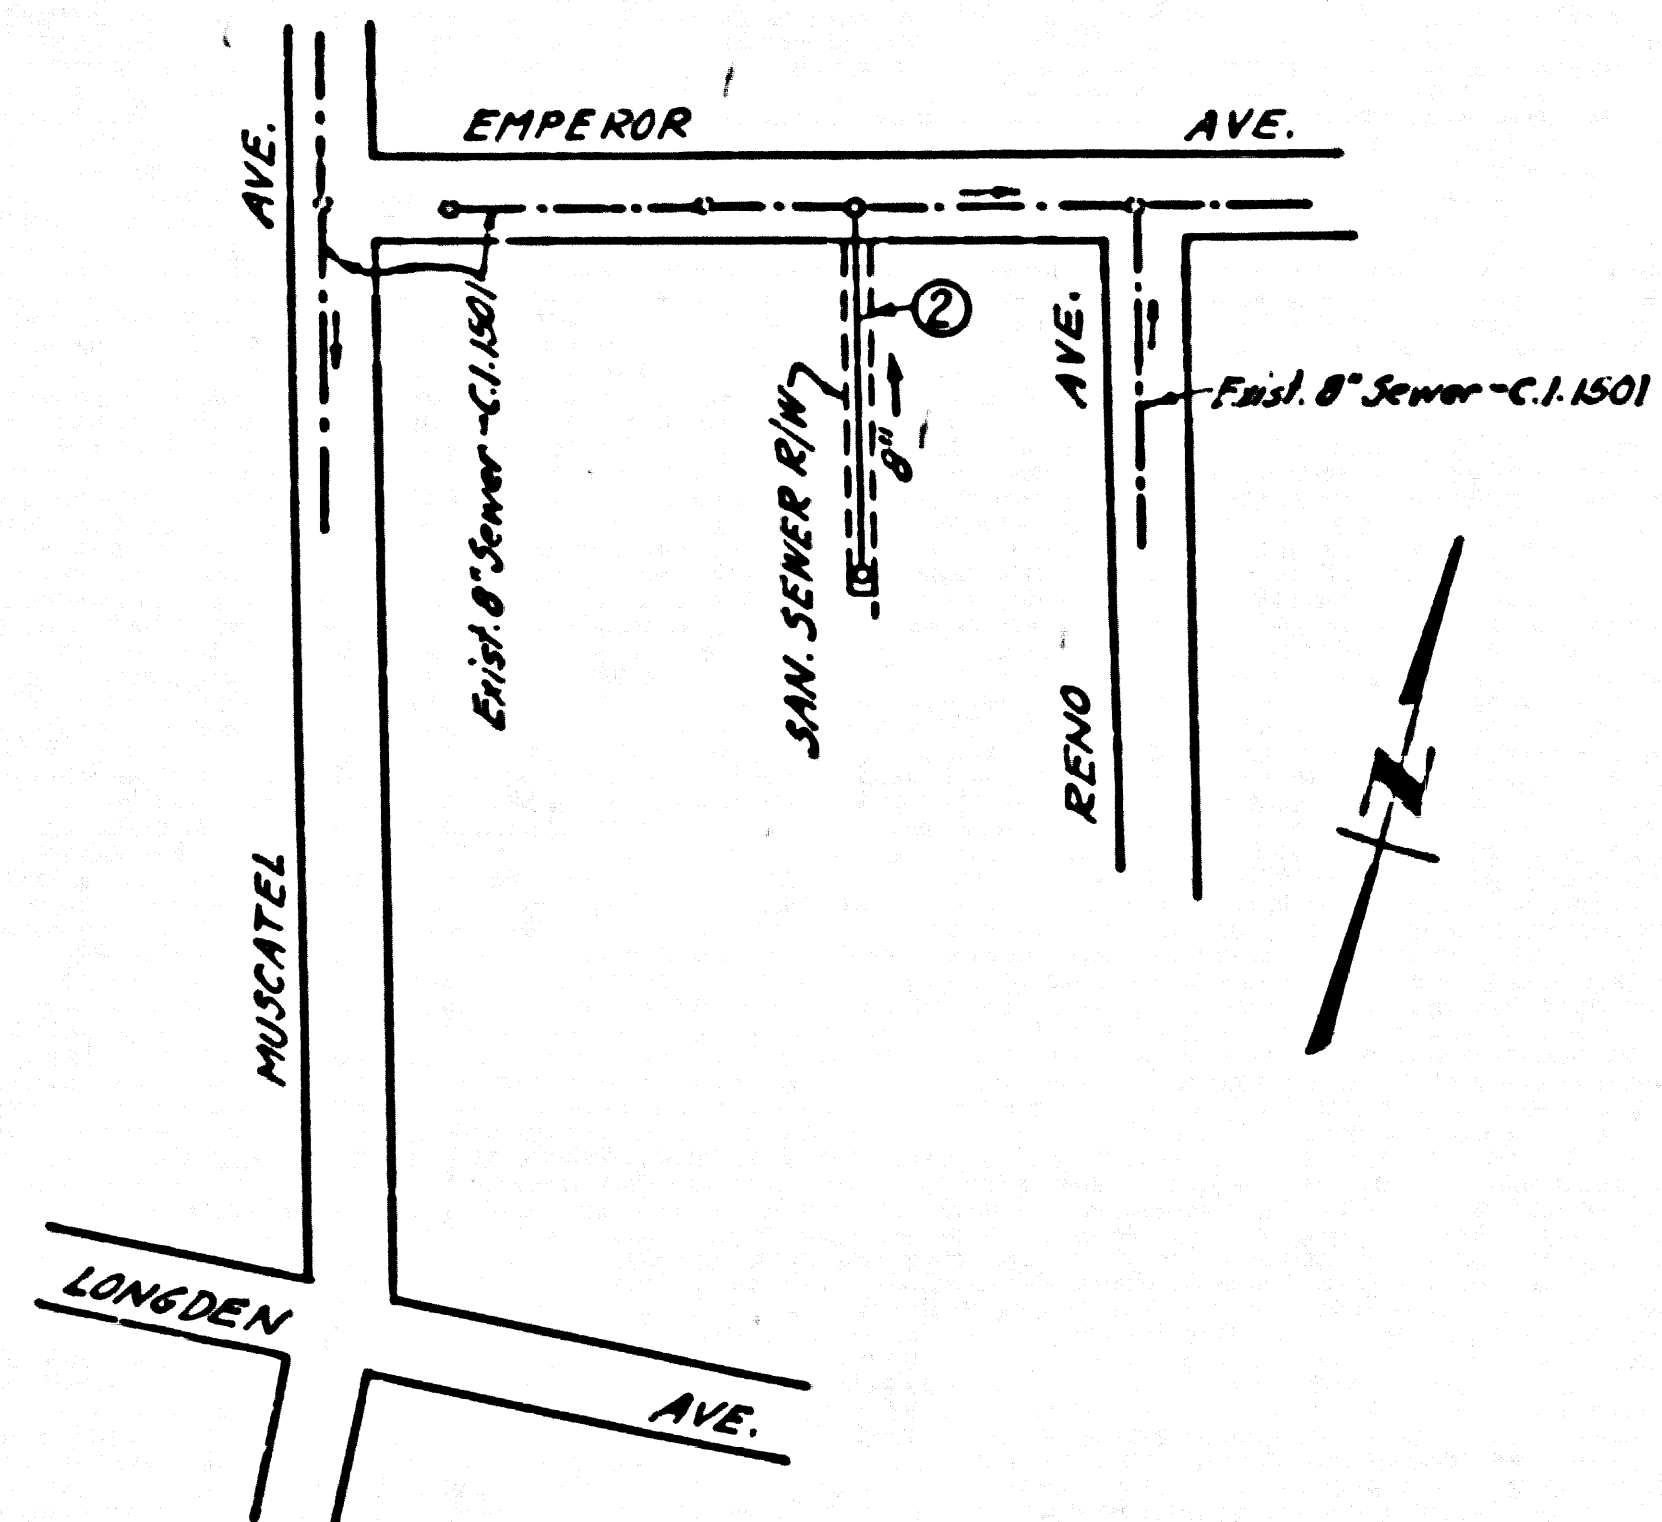 EMPEROR AVE.
AVE.
MUSCATEL
Exist. 8" Sewer-C.I. 1501
SAN. SEWER R/W
8"
2
AVE.
RENO
Exist. 8" Sewer-C.I. 1501
N
LONGDEN
AVE.